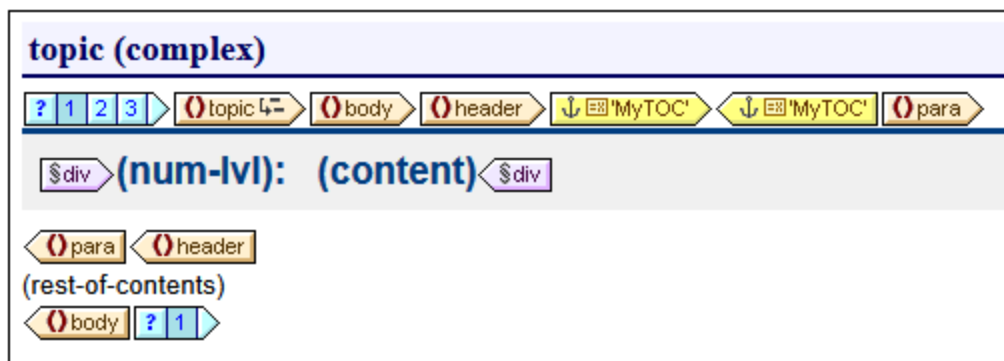 topic (complex)
? 1 2 3 ()topic ()body ()header 'MyTOC' 'MyTOC' ()para
§div (num-lvl): (content) §div
()para ()header
(rest-of-contents)
()body ? 1